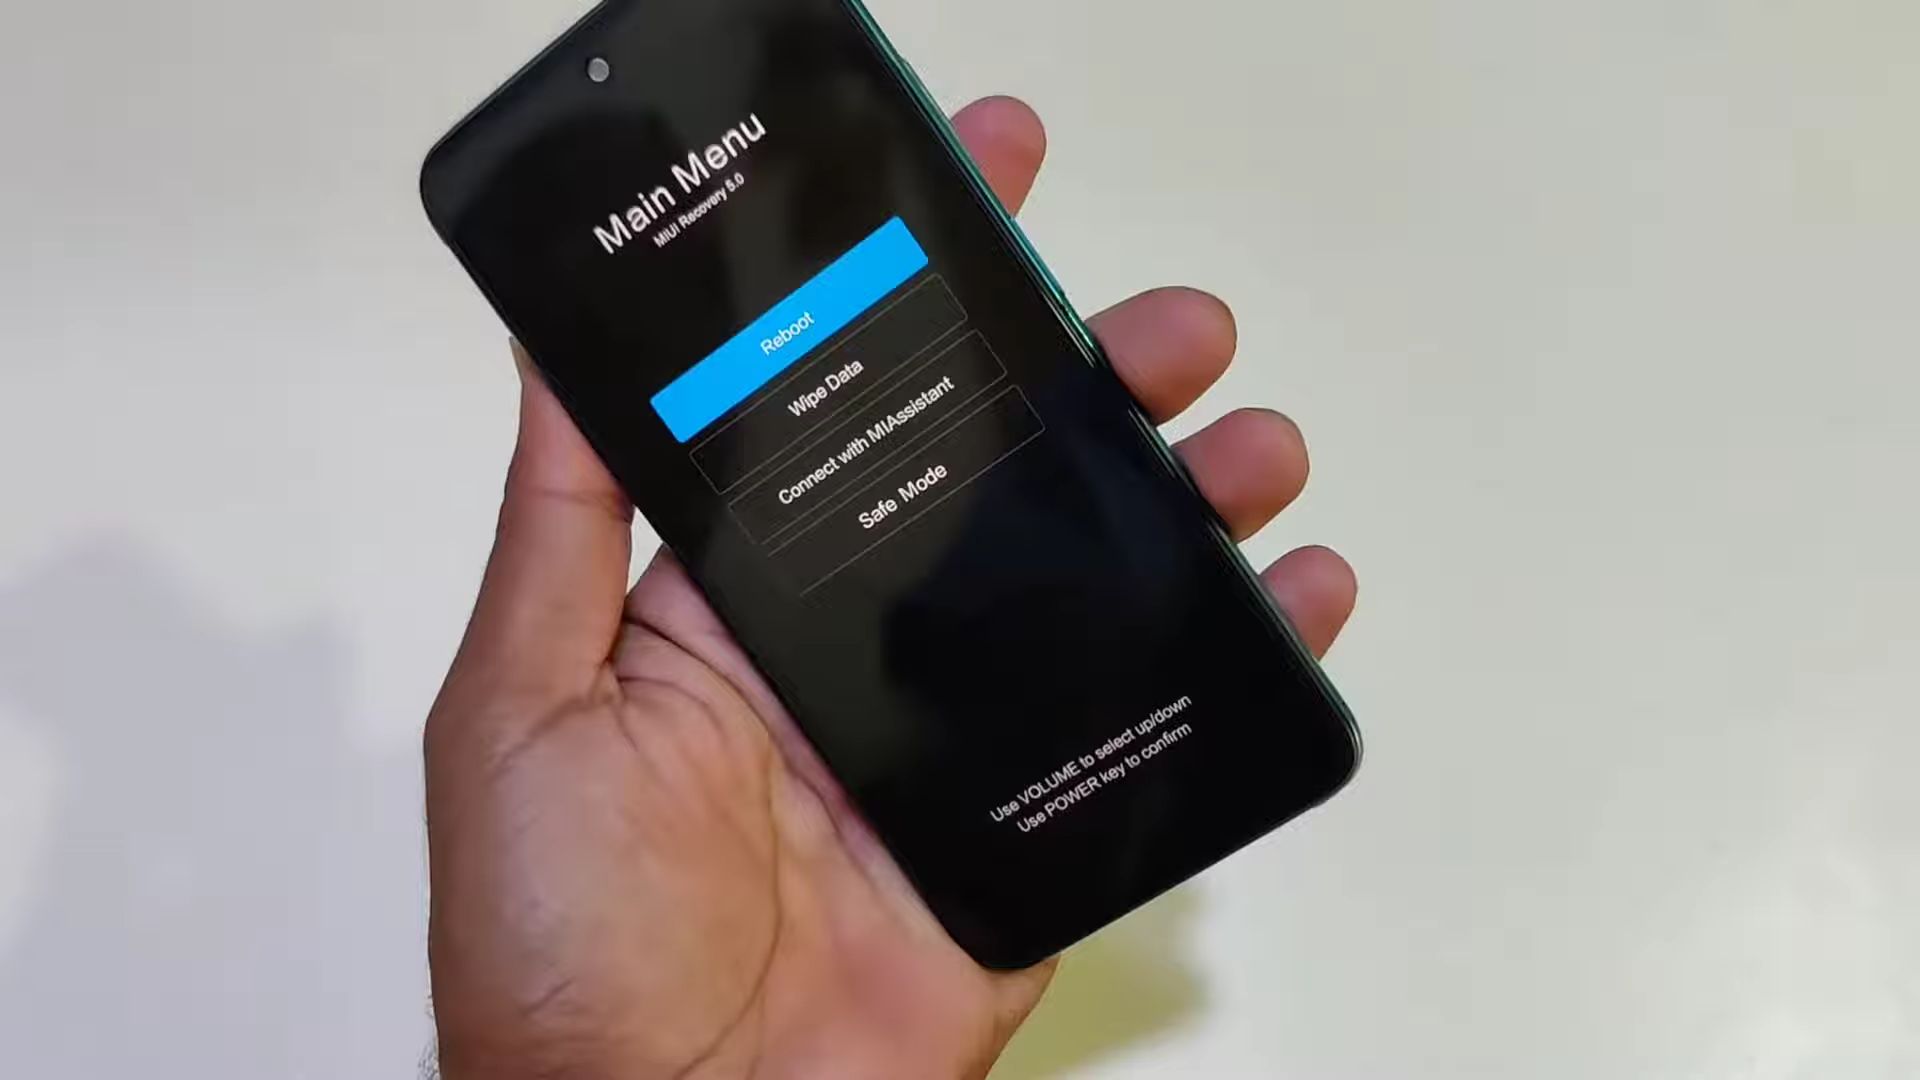 Main Menu
MIUI Recovery 5.0
Reboot
Wipe Data
Connect with MIAssistant
Safe Mode
Use VOLUME to select up/down
Use POWER key to confirm